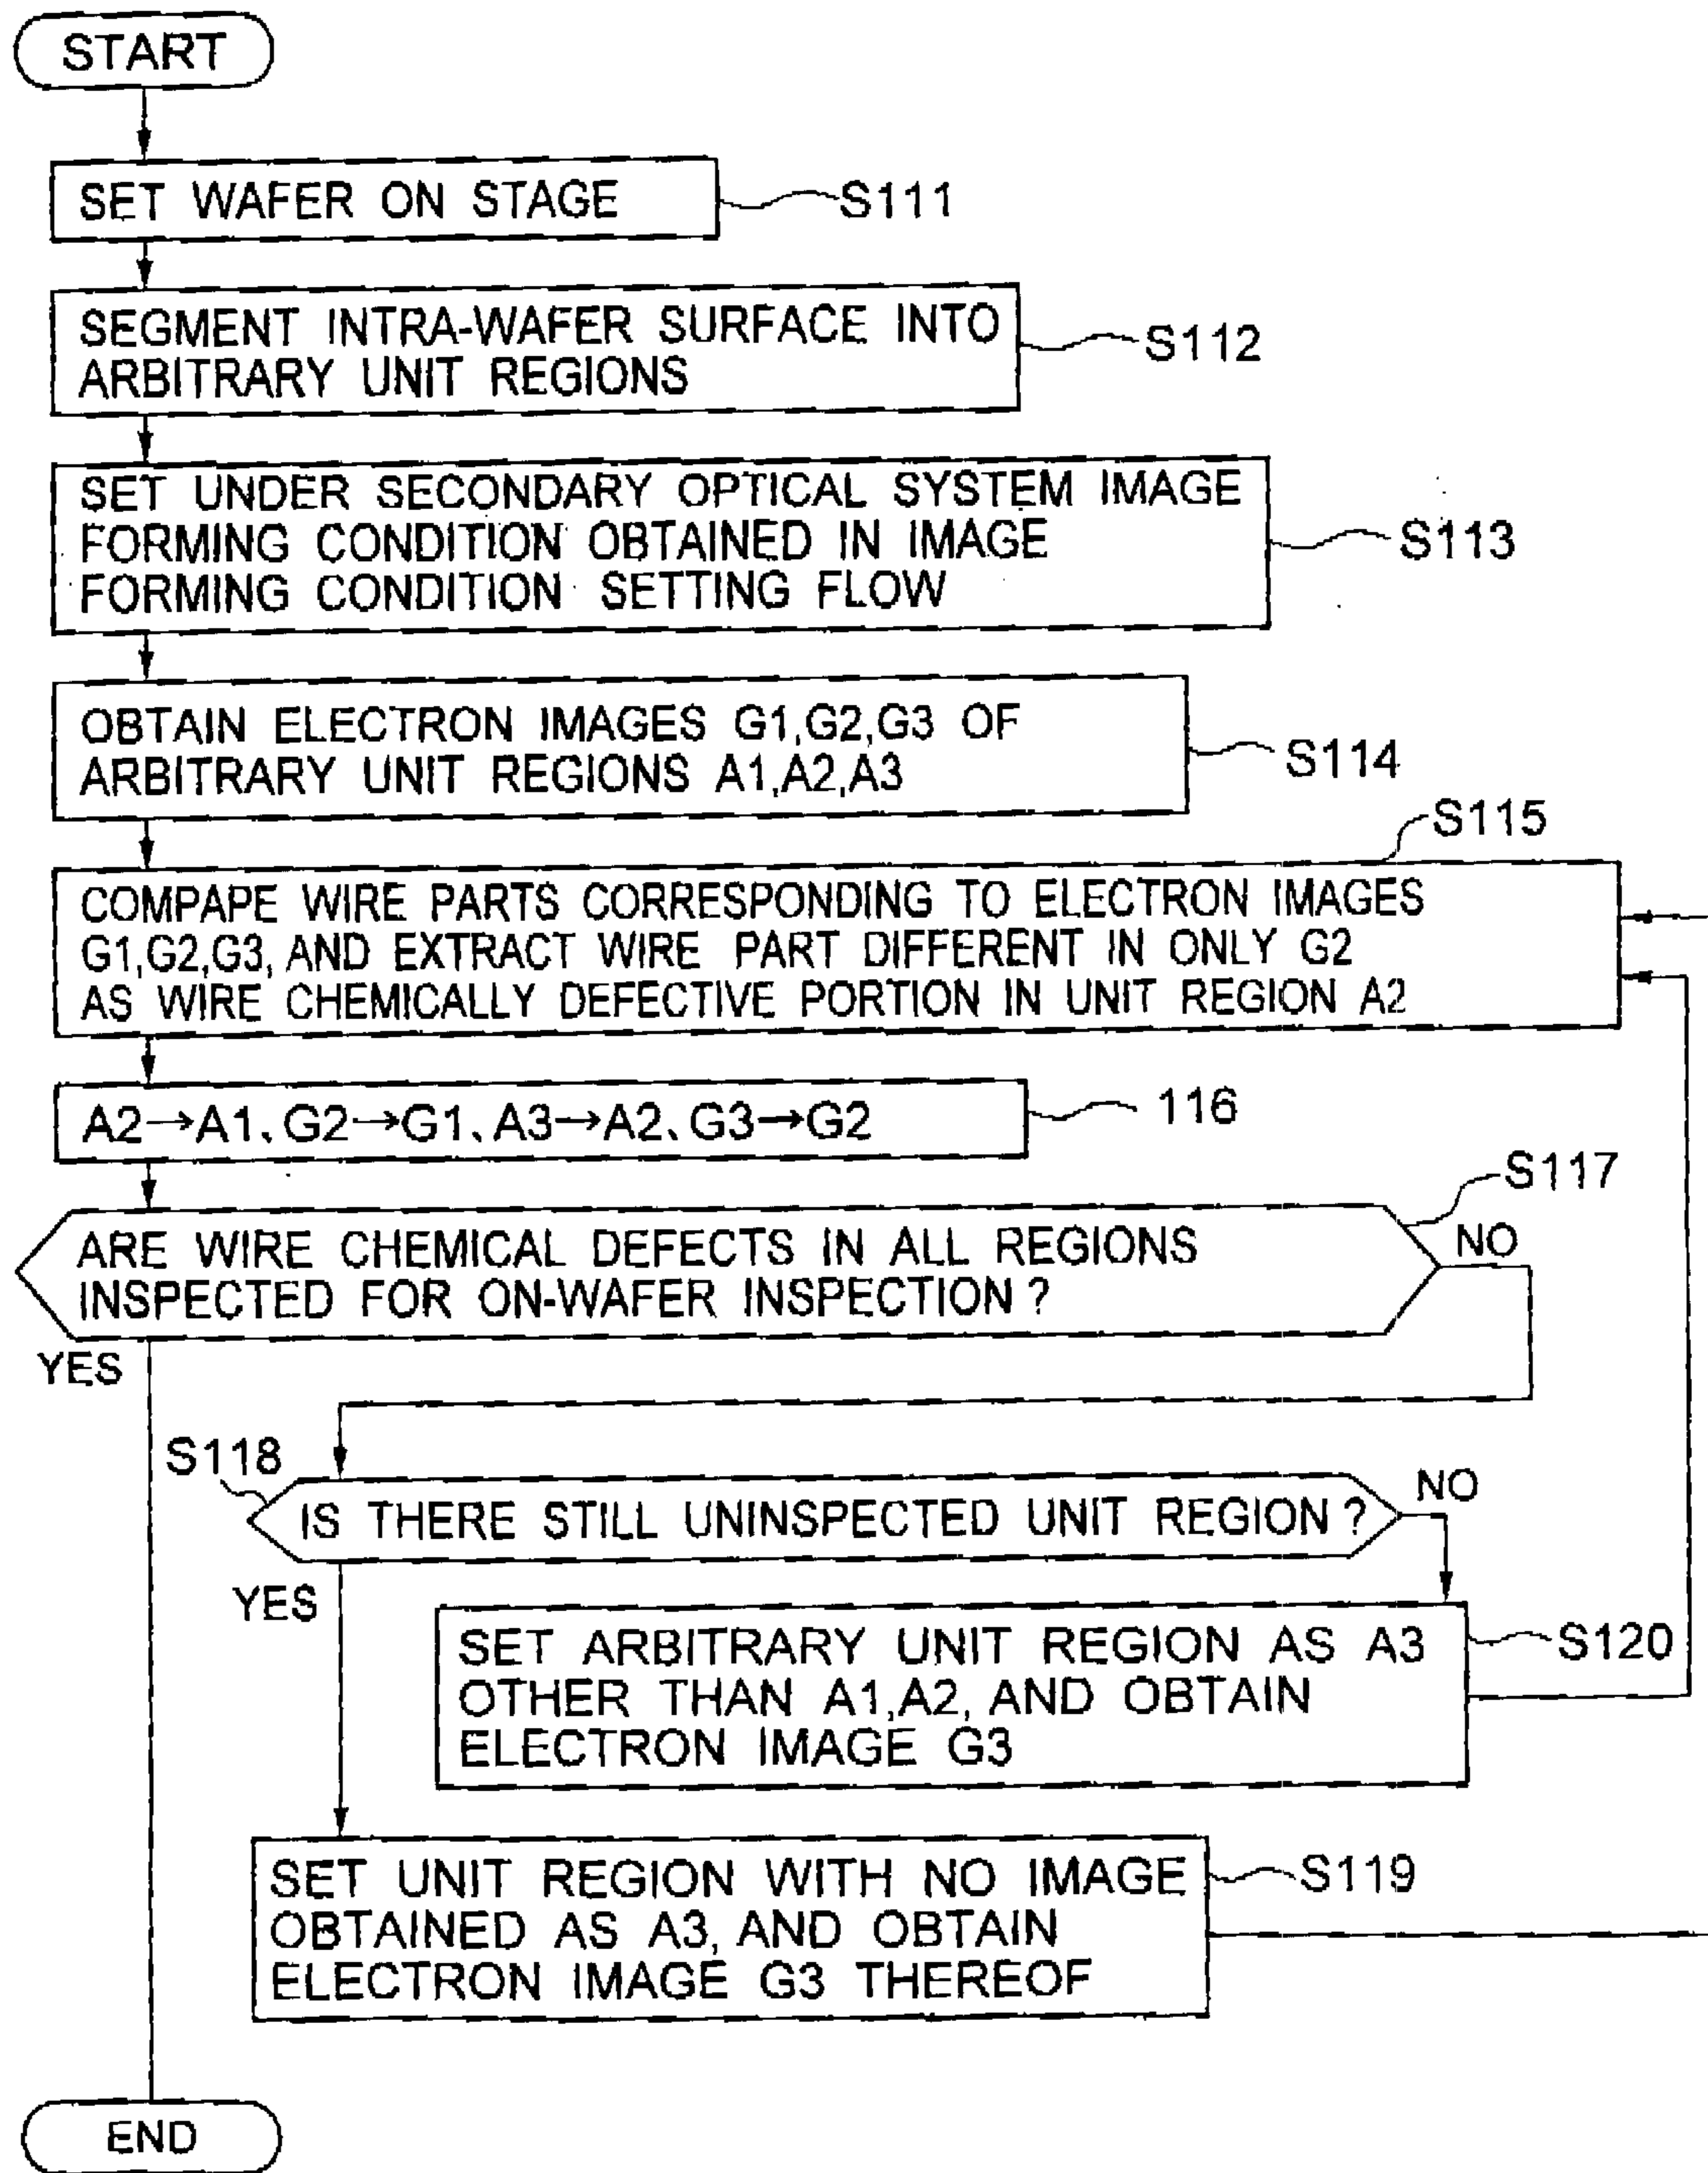 START
SET WAFER ON STAGE
S111
SEGMENT INTRA-WAFER SURFACE INTO
ARBITRARY UNIT REGIONS
S112
SET UNDER SECONDARY OPTICAL SYSTEM IMAGE
FORMING CONDITION OBTAINED IN IMAGE
FORMING CONDITION SETTING FLOW
S113
OBTAIN ELECTRON IMAGES G1,G2,G3 OF
ARBITRARY UNIT REGIONS A1,A2,A3
S114
S115
COMPAPE WIRE PARTS CORRESPONDING TO ELECTRON IMAGES
G1,G2,G3, AND EXTRACT WIRE PART DIFFERENT IN ONLY G2
AS WIRE CHEMICALLY DEFECTIVE PORTION IN UNIT REGION A2
A2→A1、G2→G1、A3→A2、G3→G2
116
S117
ARE WIRE CHEMICAL DEFECTS IN ALL REGIONS
INSPECTED FOR ON-WAFER INSPECTION?
NO
YES
S118
IS THERE STILL UNINSPECTED UNIT REGION?
NO
YES
SET ARBITRARY UNIT REGION AS A3
OTHER THAN A1,A2, AND OBTAIN
ELECTRON IMAGE G3
S120
SET UNIT REGION WITH NO IMAGE
OBTAINED AS A3, AND OBTAIN
ELECTRON IMAGE G3 THEREOF
S119
END